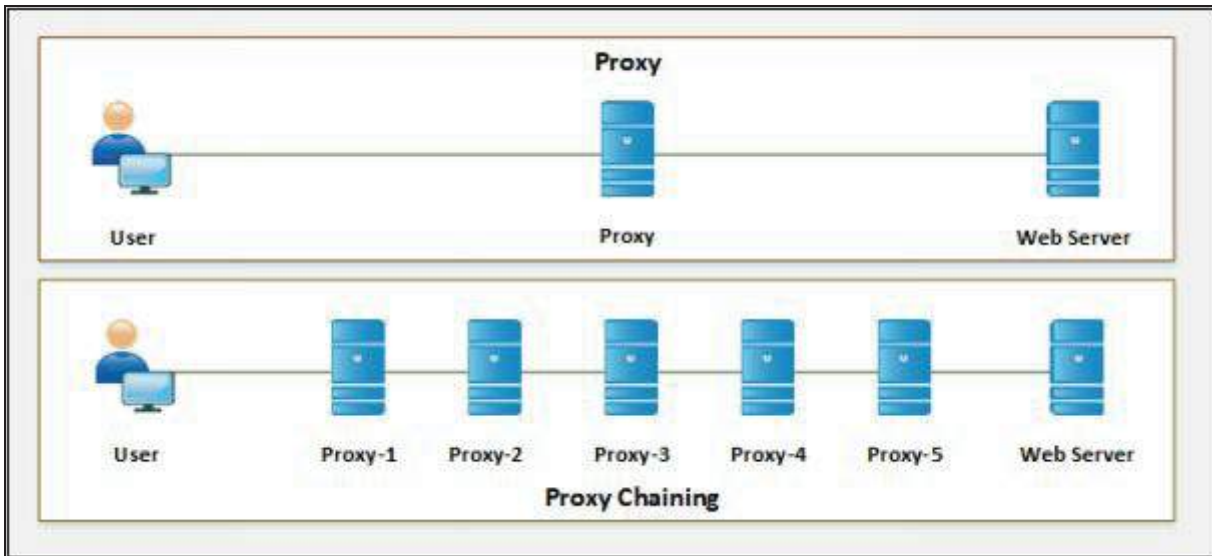 Proxy
User Proxy Web Server
User Proxy-1 Proxy-2 Proxy-3 Proxy-4 Proxy-5 Web Server
Proxy Chaining